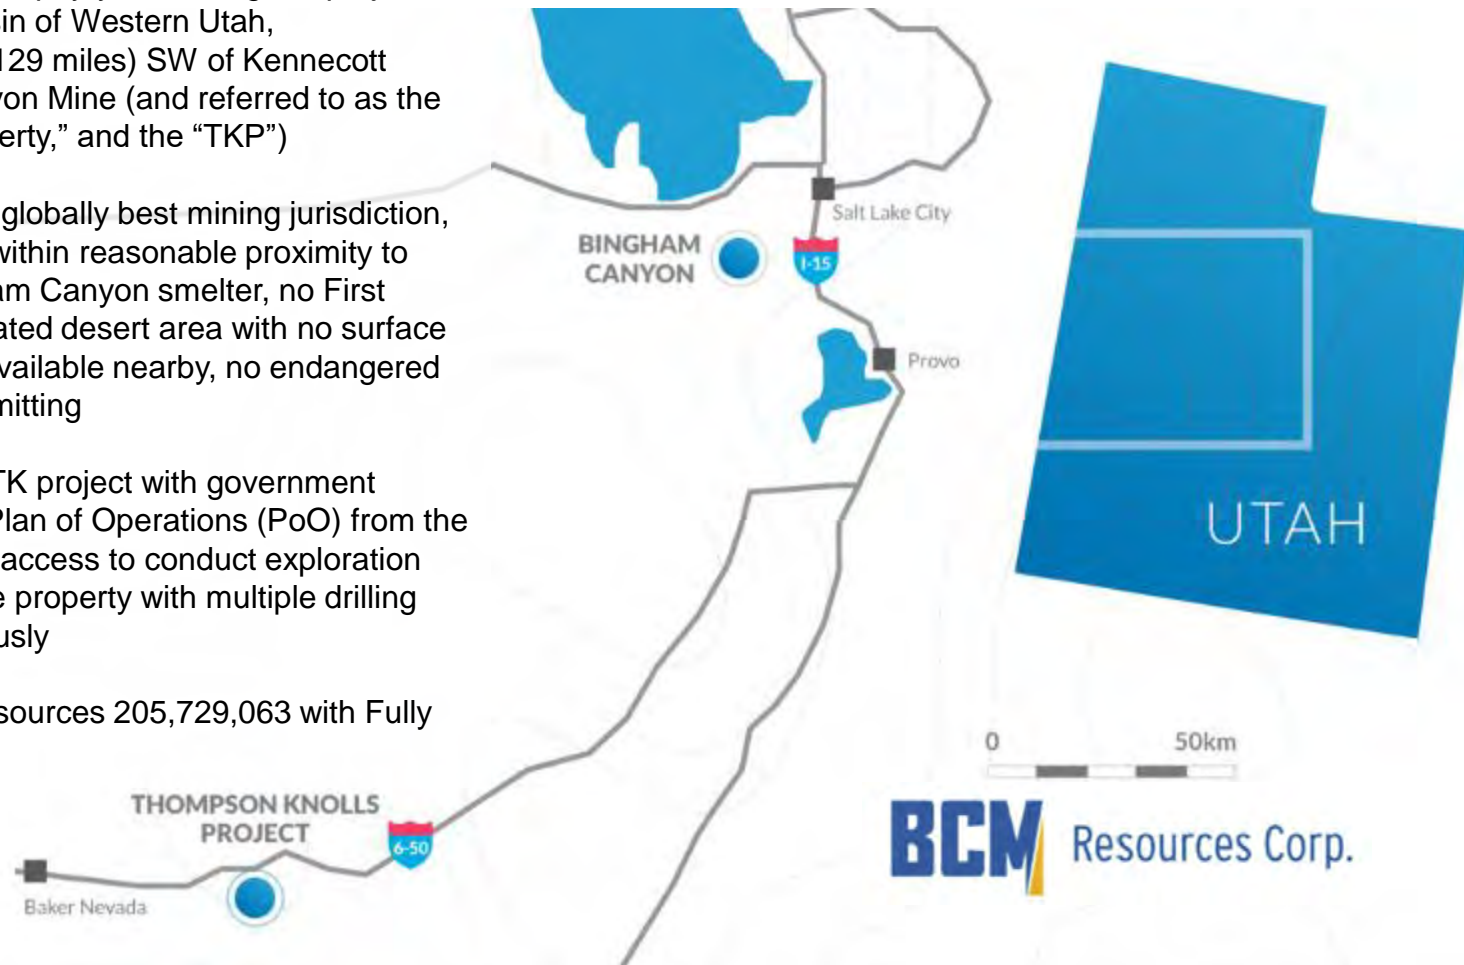 sin of Western Utah,
129 miles) SW of Kennecott
yon Mine (and referred to as the
erty,” and the “TKP”)
globally best mining jurisdiction,
within reasonable proximity to
am Canyon smelter, no First
ated desert area with no surface
vailable nearby, no endangered
mitting
TK project with government
Plan of Operations (PoO) from the
access to conduct exploration
e property with multiple drilling
usly
sources 205,729,063 with Fully
Salt Lake City
BINGHAM
CANYON
I-15
Provo
UTAH
0 50km
THOMPSON KNOLLS
PROJECT
6-50
Baker Nevada
BCM Resources Corp.